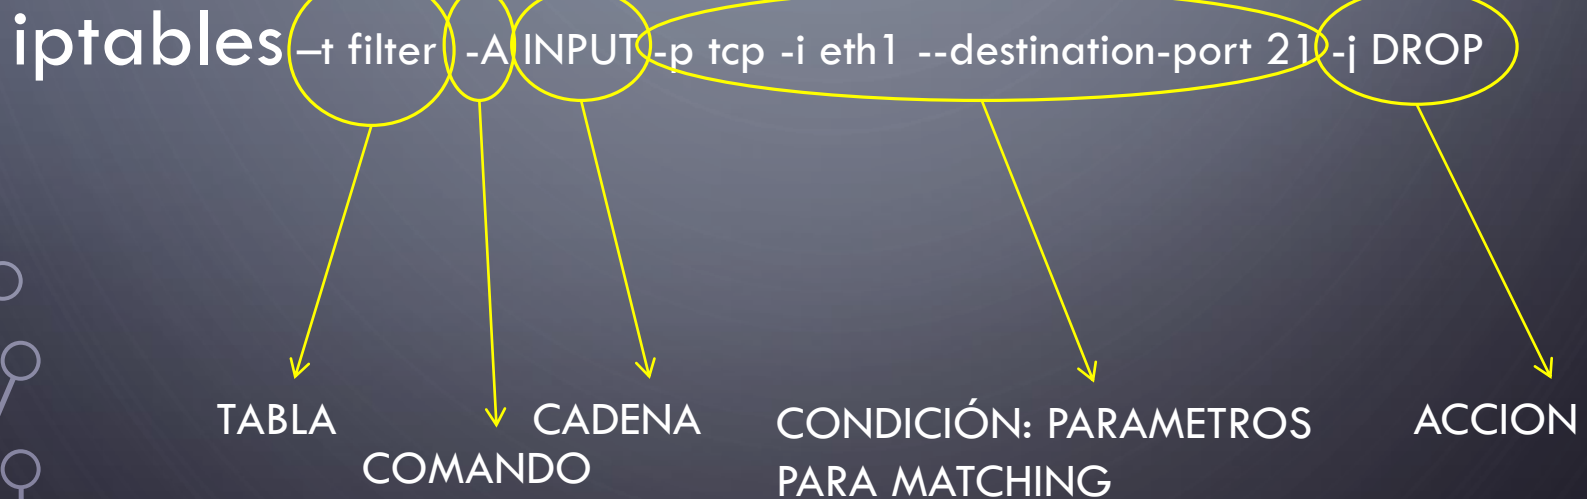 iptables –t filter -A INPUT -p tcp -i eth1 --destination-port 21 -j DROP
TABLA
COMANDO
CADENA
CONDICIÓN: PARAMETROS
PARA MATCHING
ACCION